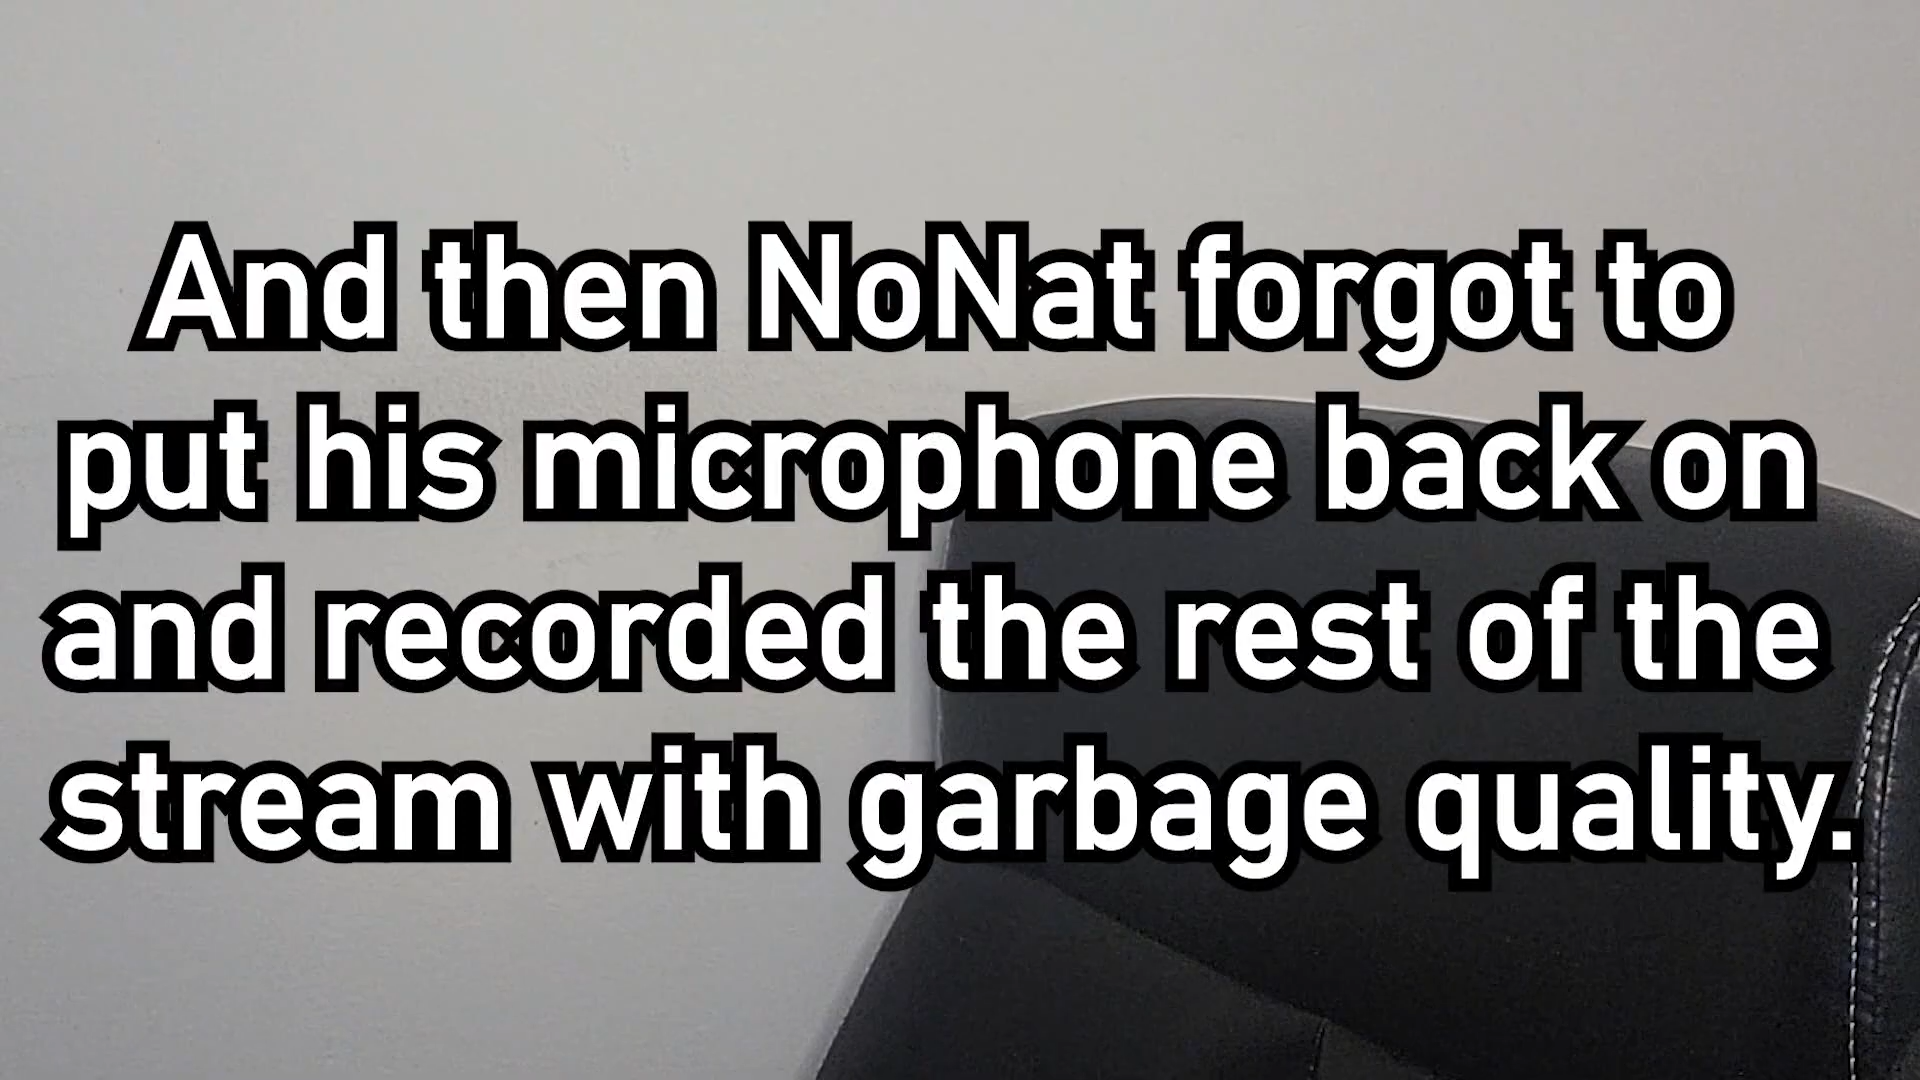 And then NoNat forgot to
put his microphone back on
and recorded the rest of the
stream with garbage quality.